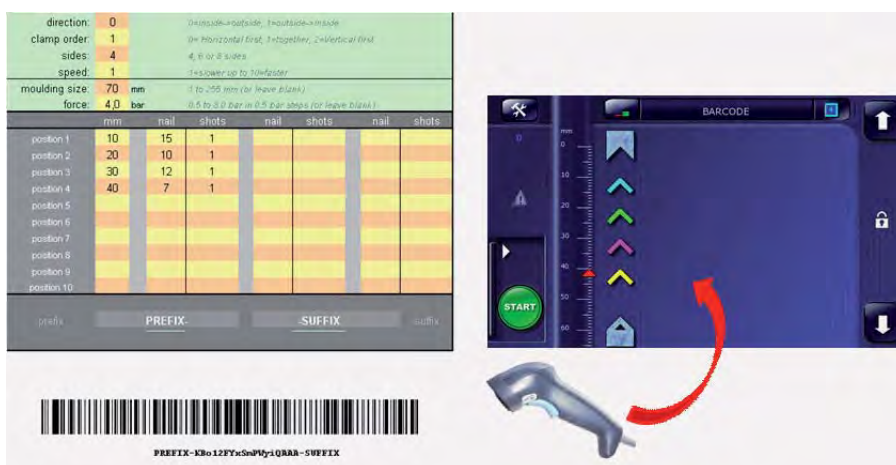 direction: 0 0=inside->outside, 1=outside->inside
clamp order: 1 0= Horizontal first, 1=together, 2=Vertical first
sides: 4 4, 6 or 8 sides
speed: 1 1=slower up to 10=faster
moulding size: 70 mm 1 to 255 mm (or leave blank)
force: 4,0 bar 0.5 to 8.0 bar in 0.5 bar steps (or leave blank)
mm nail shots nail shots nail shots
position 1 10 15 1
position 2 20 10 1
position 3 30 12 1
position 4 40 7 1
position 5
position 6
position 7
position 8
position 9
position 10
prefix PREFIX- -SUFFIX suffix
BARCODE
mm
0
0
10
20
30
40
50
60
START